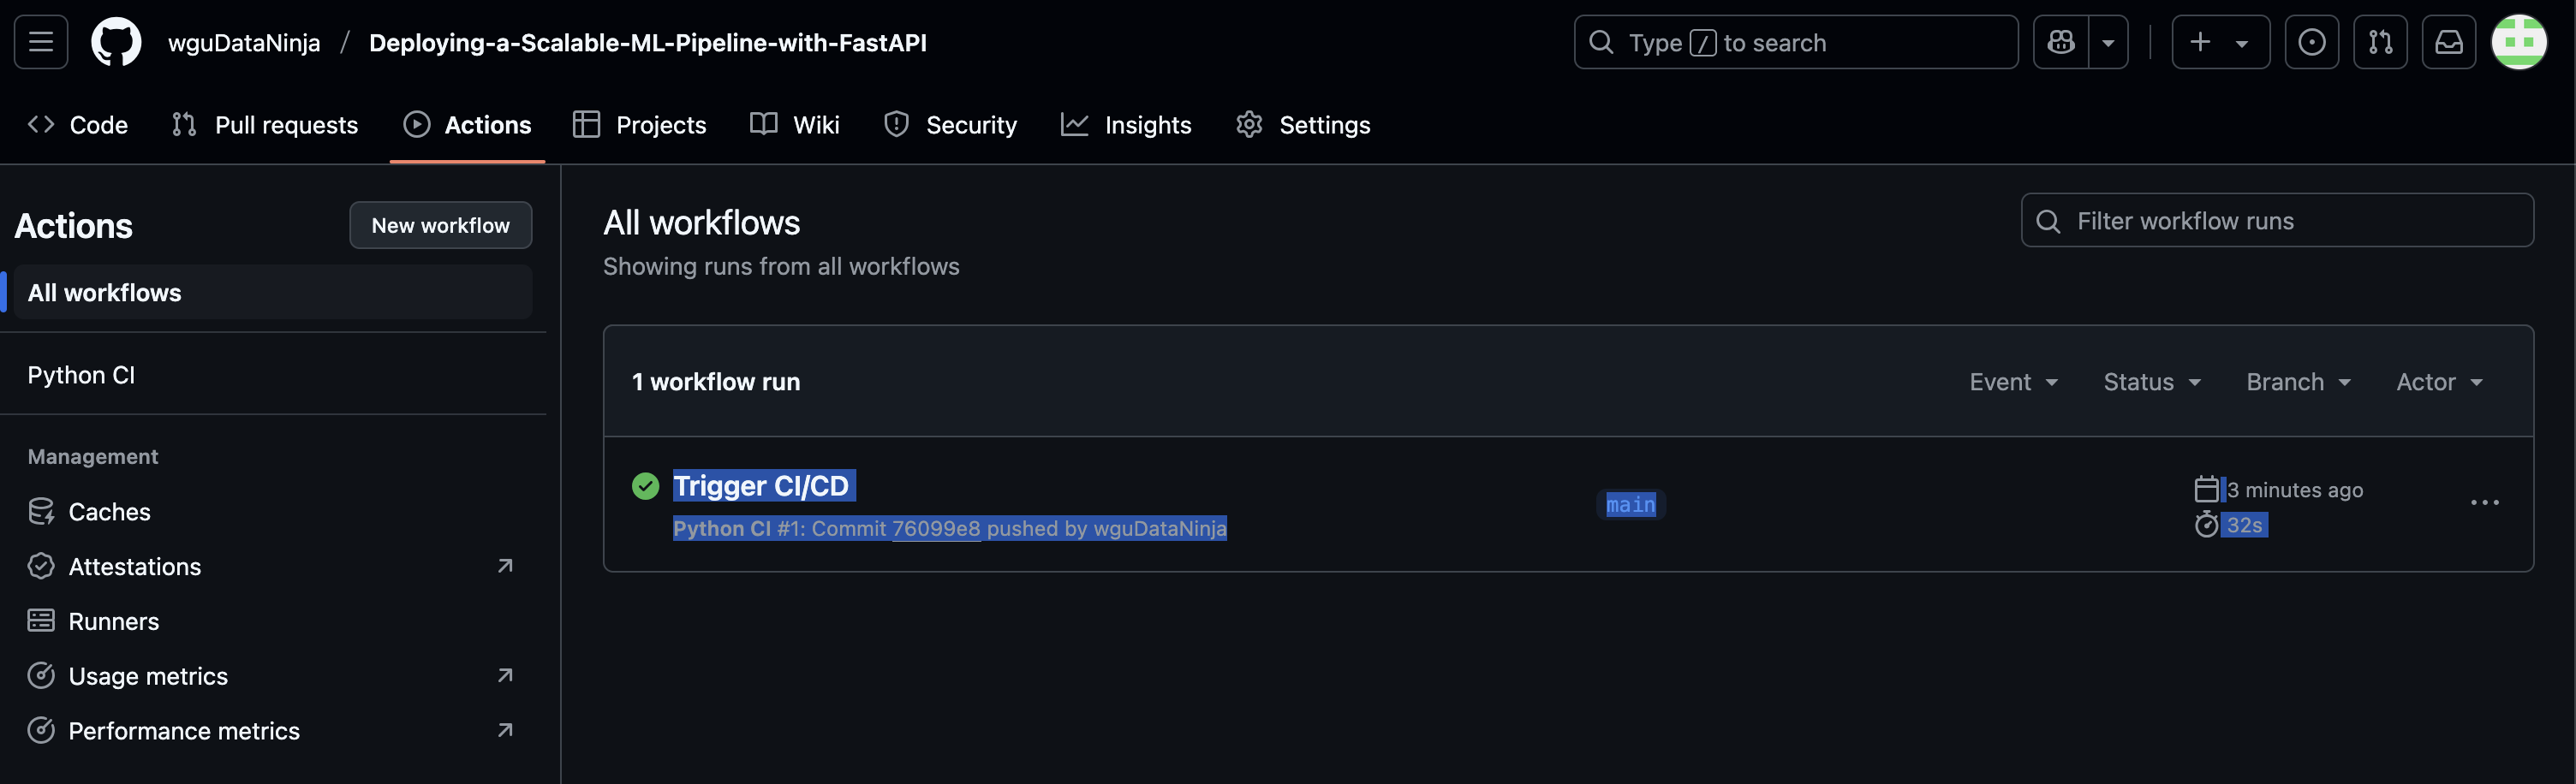 wguDataNinja / Deploying-a-Scalable-ML-Pipeline-with-FastAPI
Type / to search
Code Pull requests Actions Projects Wiki Security Insights Settings
Actions
New workflow
All workflows
Python CI
Management
Caches
Attestations
Runners
Usage metrics
Performance metrics
All workflows
Showing runs from all workflows
Filter workflow runs
1 workflow run
Event Status Branch Actor
Trigger CI/CD
Python CI #1: Commit 76099e8 pushed by wguDataNinja
main
3 minutes ago
32s